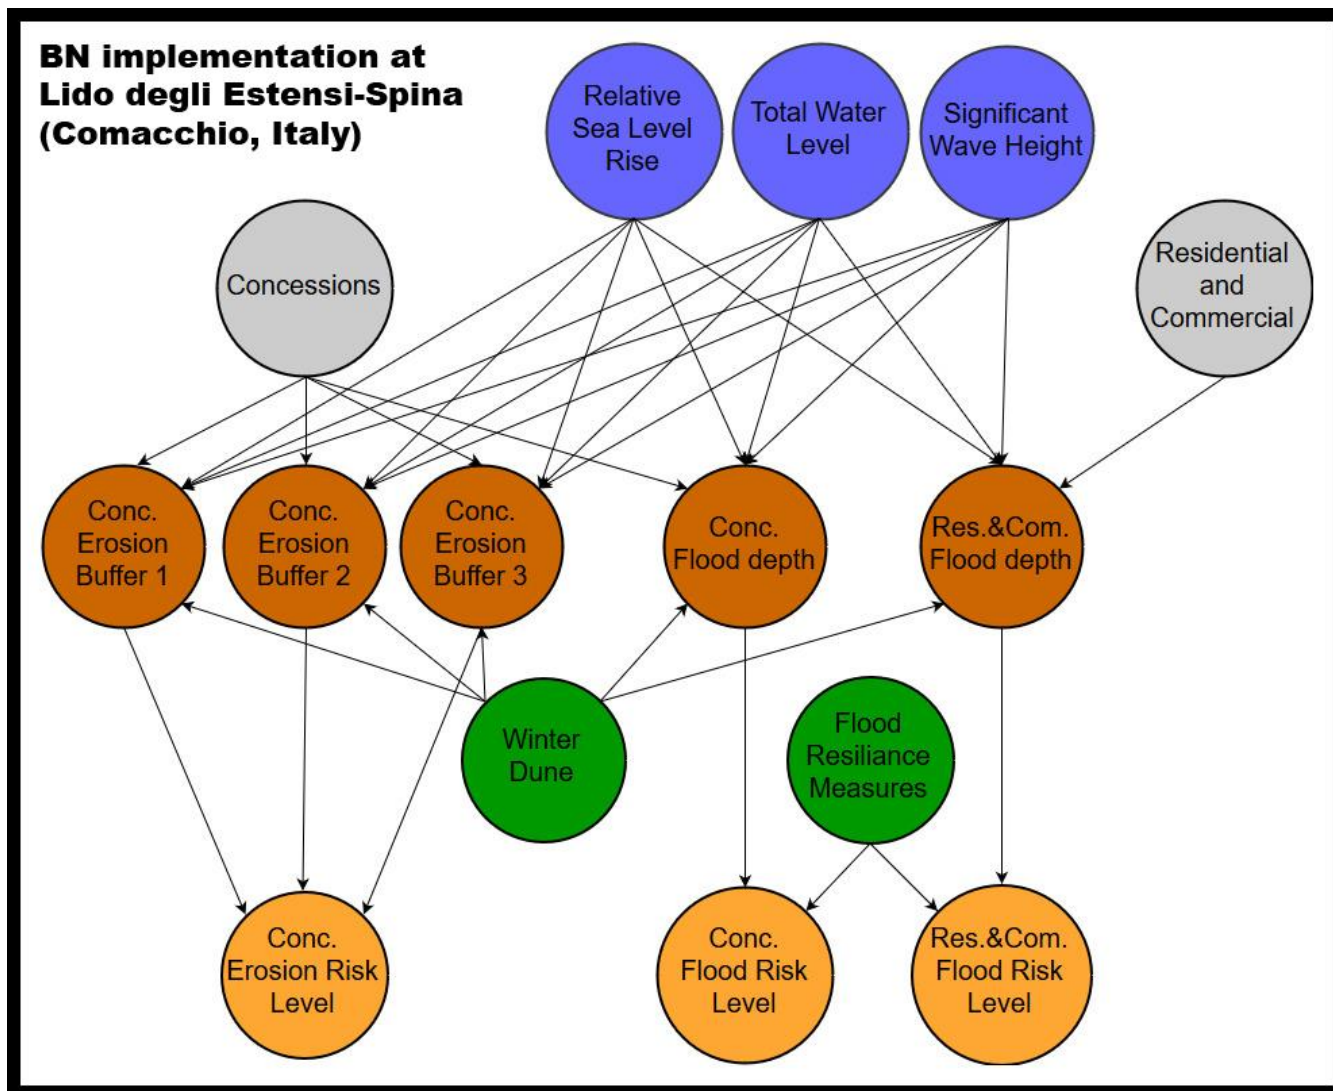 BN implementation at
Lido degli Estensi-Spina
(Comacchio, Italy)
Relative
Sea Level
Rise
Total Water
Level
Significant
Wave Height
Concessions
Residential
and
Commercial
Conc.
Erosion
Buffer 1
Conc.
Erosion
Buffer 2
Conc.
Erosion
Buffer 3
Conc.
Flood depth
Res.&Com.
Flood depth
Winter
Dune
Flood
Resiliance
Measures
Conc.
Erosion Risk
Level
Conc.
Flood Risk
Level
Res.&Com.
Flood Risk
Level